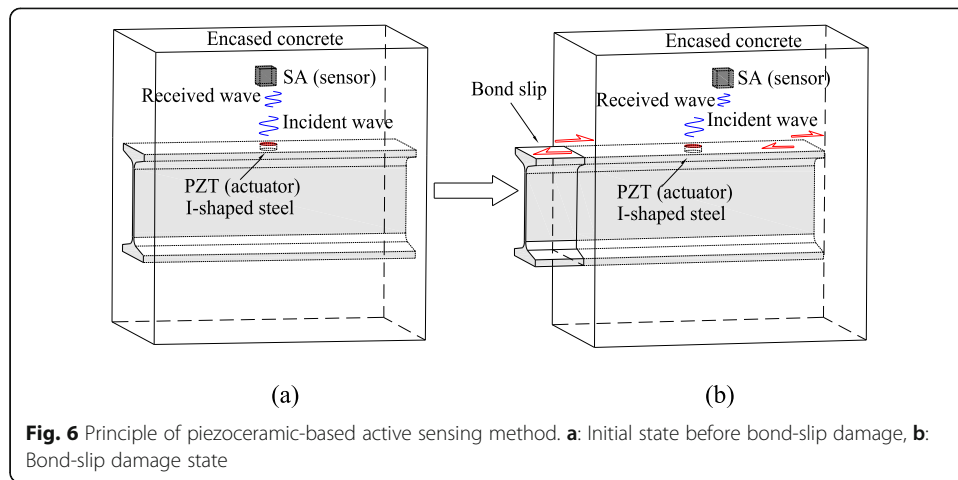 Encased concrete
SA (sensor)
Received wave
Incident wave
PZT (actuator)
I-shaped steel
(a)
Encased concrete
Bond slip
SA (sensor)
Received wave
Incident wave
PZT (actuator)
I-shaped steel
(b)
Fig. 6 Principle of piezoceramic-based active sensing method. a: Initial state before bond-slip damage, b:
Bond-slip damage state